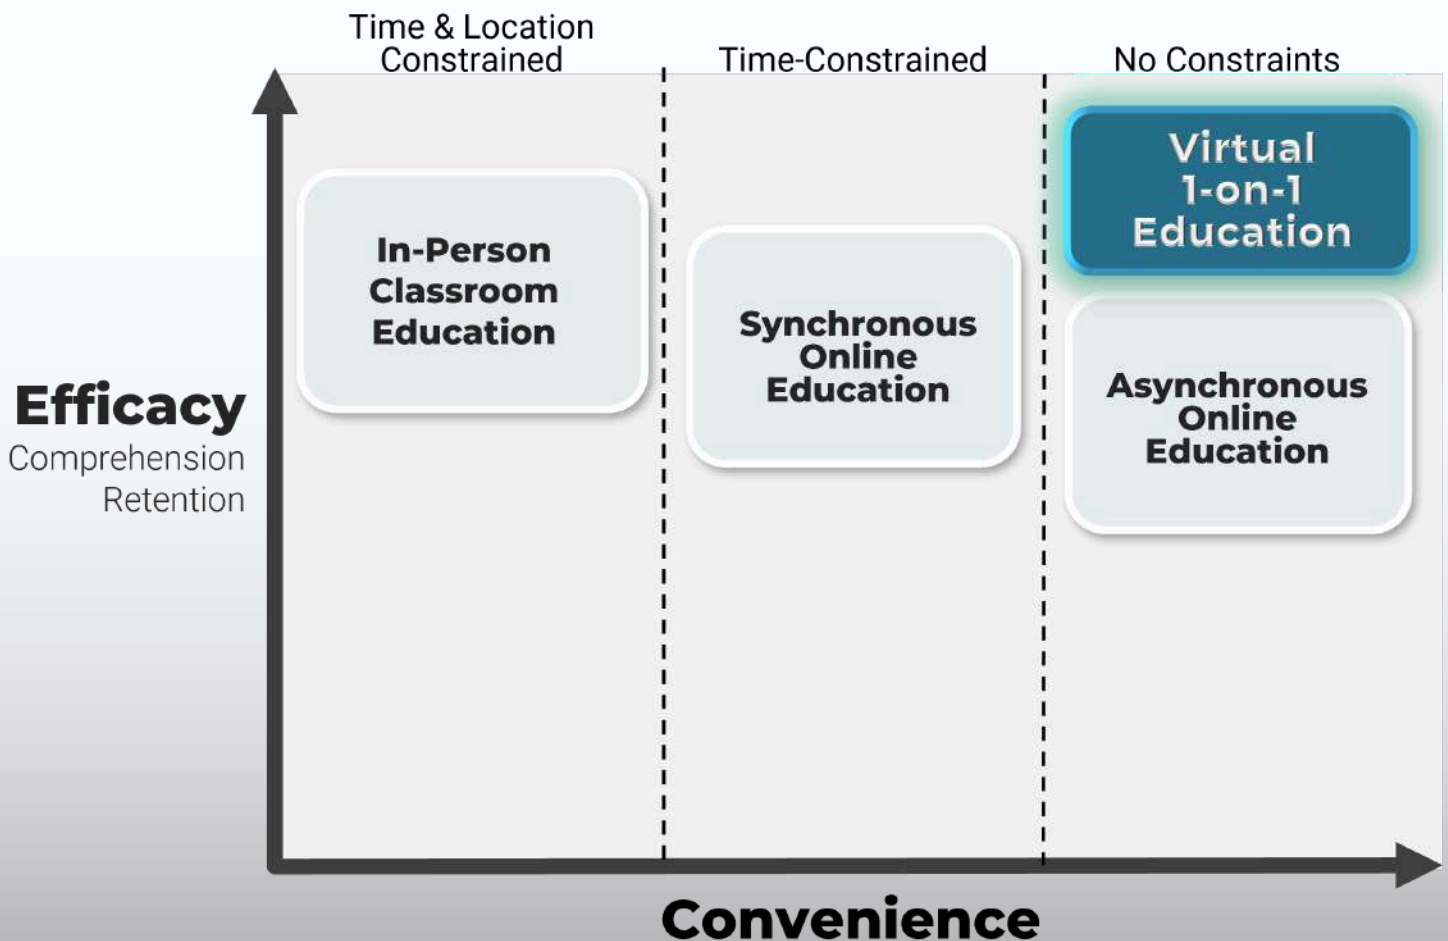 Time & Location
Constrained
Time-Constrained
No Constraints
Virtual
1-on-1
Education
In-Person
Classroom
Education
Synchronous
Online
Education
Asynchronous
Online
Education
Efficacy
Comprehension
Retention
Convenience